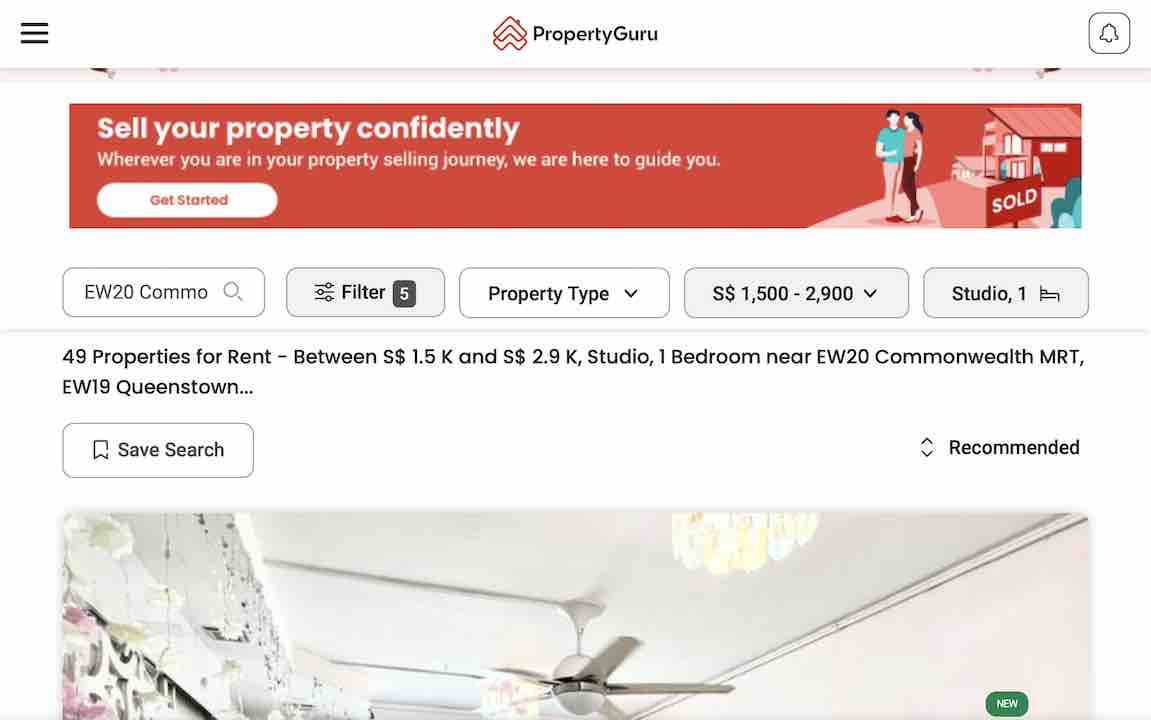 PropertyGuru
Sell your property confidently
Wherever you are in your property selling journey, we are here to guide you.
Get Started
SOLD
EW20 Commo
Filter 5
Property Type
S$ 1,500 - 2,900
Studio, 1
49 Properties for Rent - Between S$ 1.5 K and S$ 2.9 K, Studio, 1 Bedroom near EW20 Commonwealth MRT,
EW19 Queenstown...
Save Search
Recommended
NEW